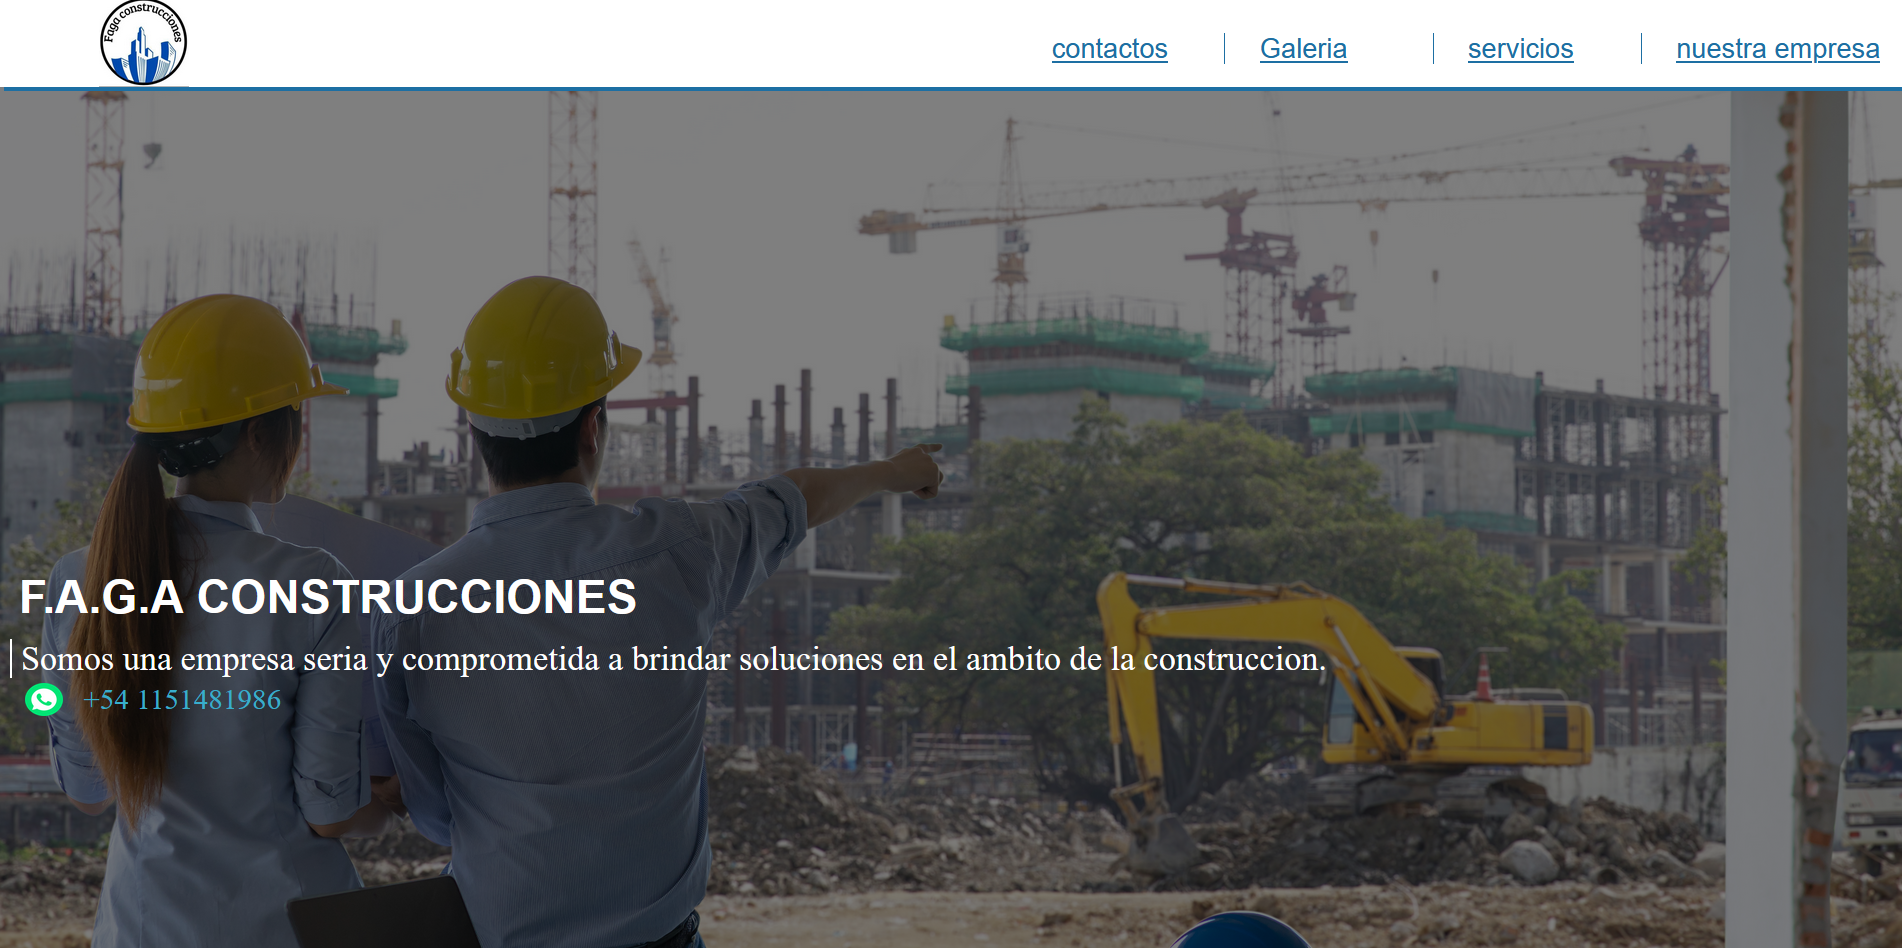 Faga construcciones
contactos
Galeria
servicios
nuestra empresa
F.A.G.A CONSTRUCCIONES
Somos una empresa seria y comprometida a brindar soluciones en el ambito de la construccion.
+54 1151481986